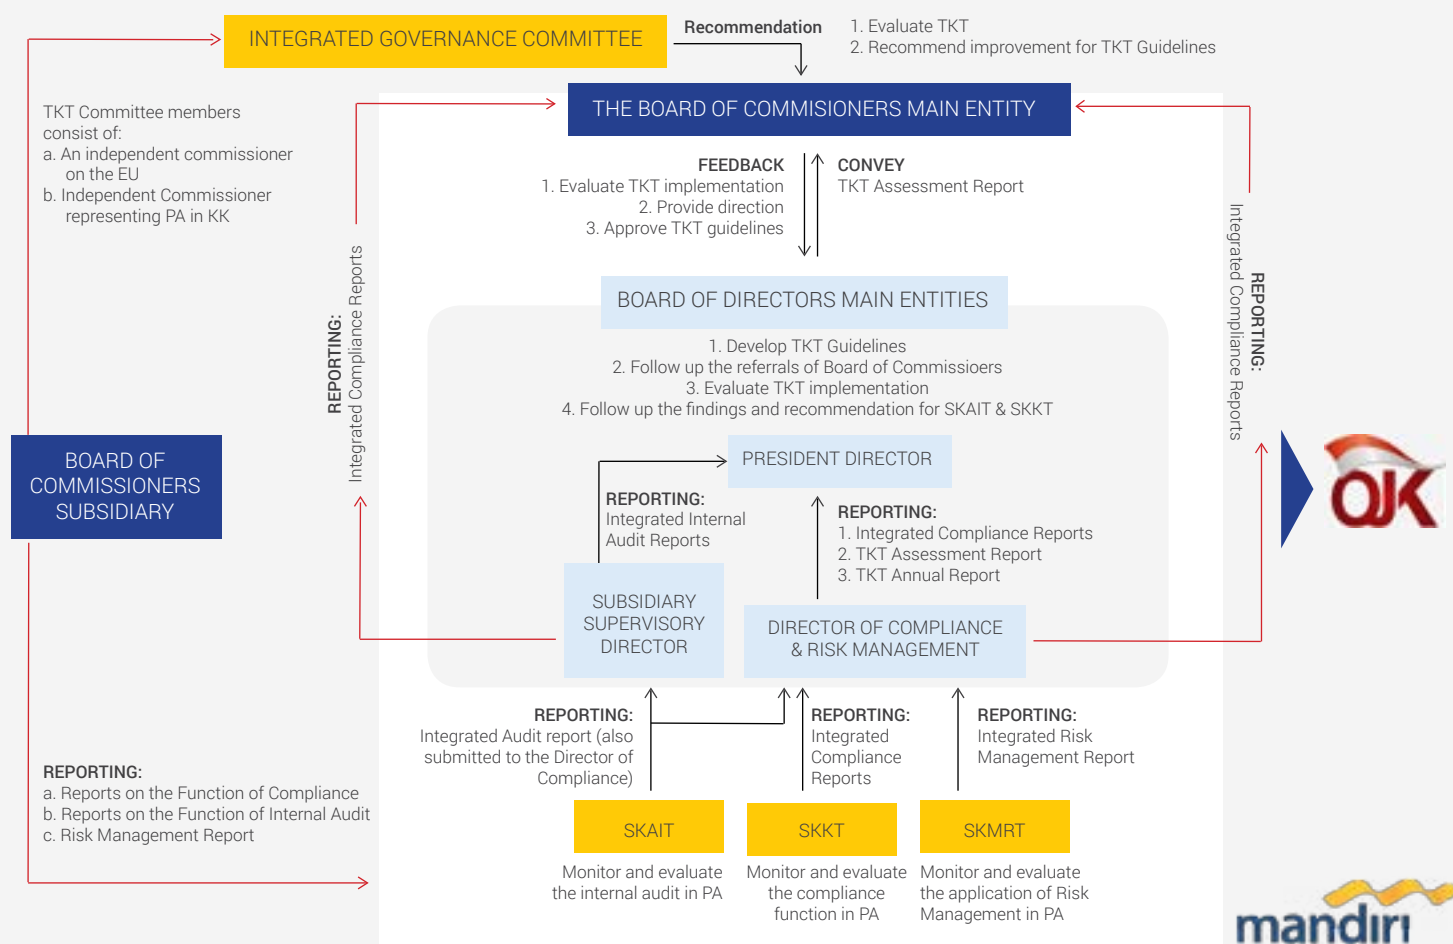 INTEGRATED GOVERNANCE COMMITTEE
Recommendation
1. Evaluate TKT
2. Recommend improvement for TKT Guidelines
THE BOARD OF COMMISIONERS MAIN ENTITY
TKT Committee members
consist of:
a. An independent commissioner
on the EU
b. Independent Commissioner
representing PA in KK
FEEDBACK
1. Evaluate TKT implementation
2. Provide direction
3. Approve TKT guidelines
CONVEY
TKT Assessment Report
REPORTING:
Integrated Compliance Reports
REPORTING:
Integrated Compliance Reports
BOARD OF DIRECTORS MAIN ENTITIES
1. Develop TKT Guidelines
2. Follow up the referrals of Board of Commissioers
3. Evaluate TKT implementation
4. Follow up the findings and recommendation for SKAIT & SKKT
BOARD OF
COMMISSIONERS
SUBSIDIARY
PRESIDENT DIRECTOR
OJK
REPORTING:
Integrated Internal
Audit Reports
REPORTING:
1. Integrated Compliance Reports
2. TKT Assessment Report
3. TKT Annual Report
SUBSIDIARY
SUPERVISORY
DIRECTOR
DIRECTOR OF COMPLIANCE
& RISK MANAGEMENT
REPORTING:
Integrated Audit report (also
submitted to the Director of
Compliance)
REPORTING:
Integrated
Compliance
Reports
REPORTING:
Integrated Risk
Management Report
REPORTING:
a. Reports on the Function of Compliance
b. Reports on the Function of Internal Audit
c. Risk Management Report
SKAIT
SKKT
SKMRT
Monitor and evaluate
the internal audit in PA
Monitor and evaluate
the compliance
function in PA
Monitor and evaluate
the application of Risk
Management in PA
mandiri